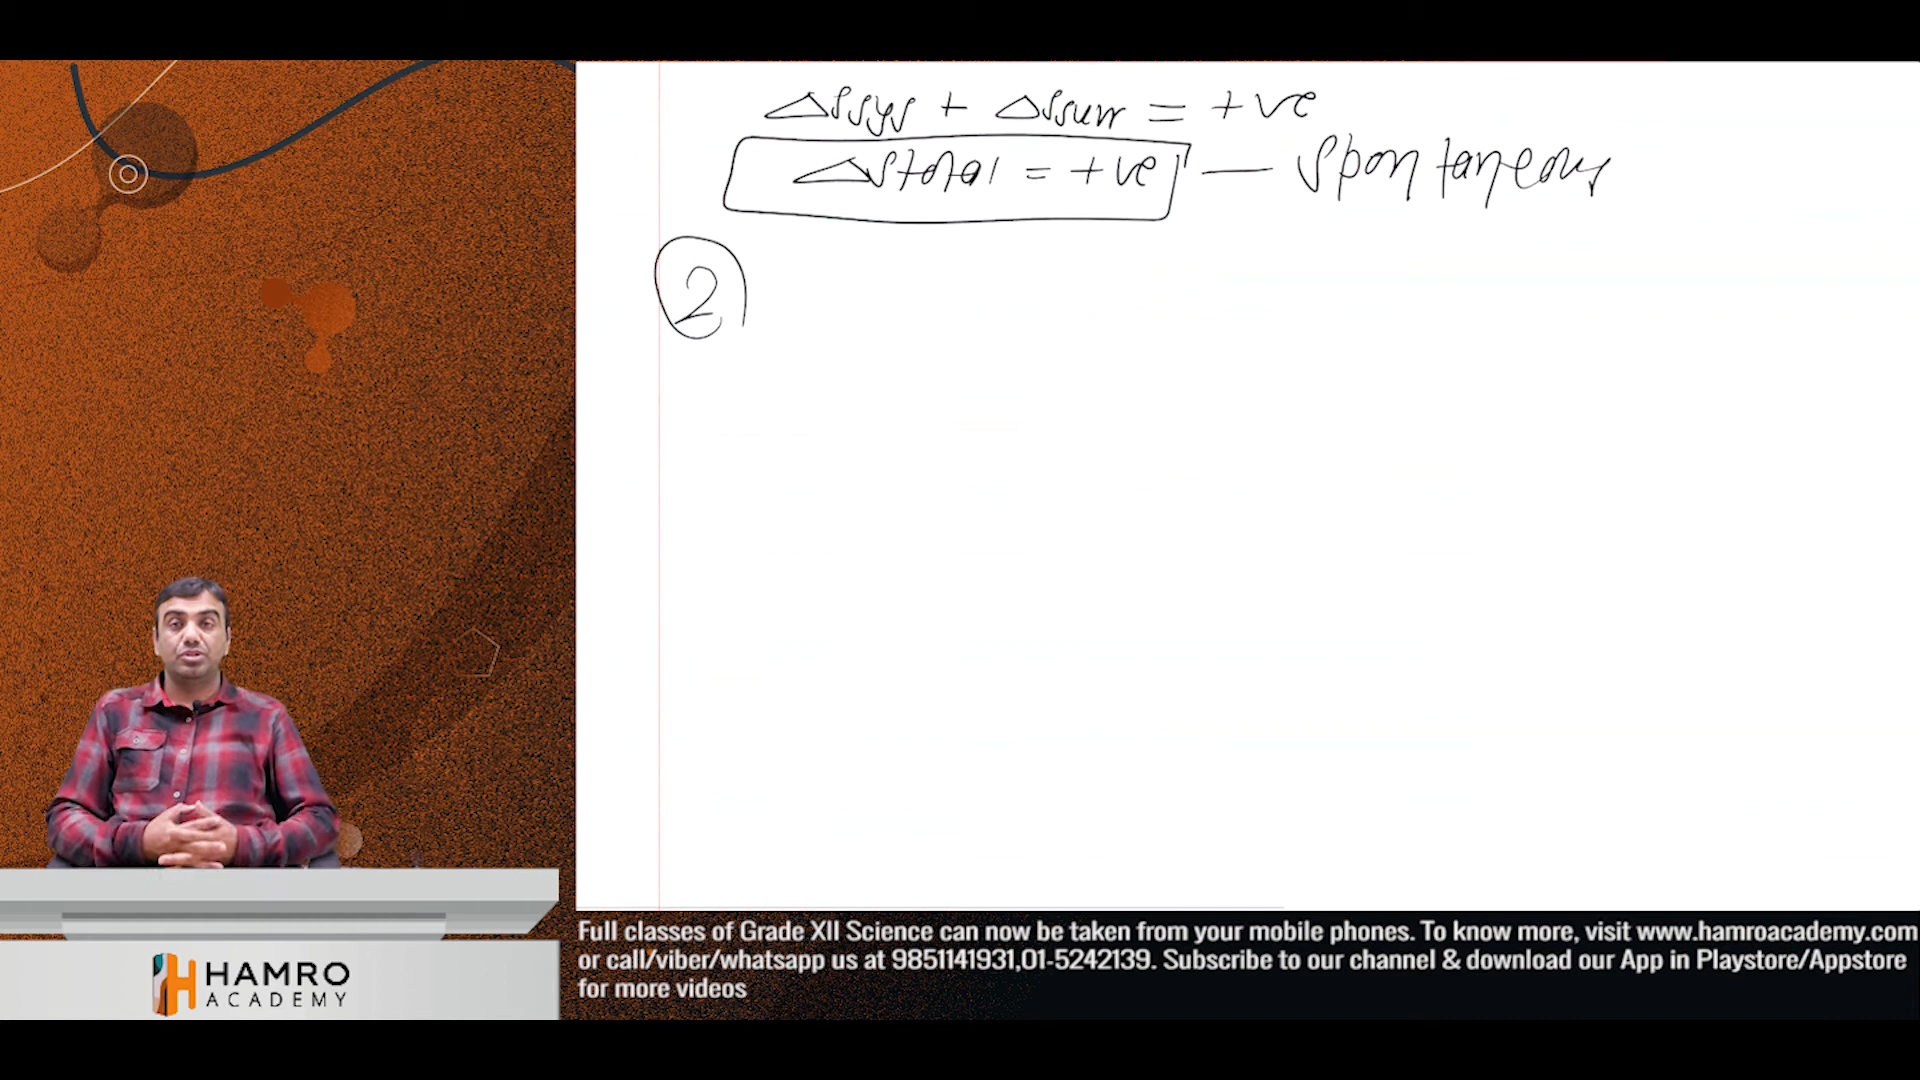 ΔSsys + ΔSsurr = +ve
ΔStotal = +ve — Spontaneous
2
Full classes of Grade XII Science can now be taken from your mobile phones. To know more, visit www.hamroacademy.com
or call/viber/whatsapp us at 9851141931,01-5242139. Subscribe to our channel & download our App in Playstore/Appstore
for more videos
HAMRO
ACADEMY